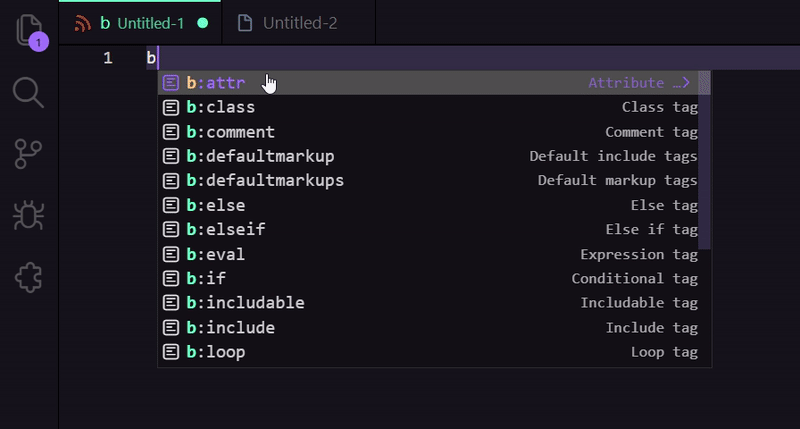 b Untitled-1 Untitled-2
1
1 b
b:attr Attribute …
b:class Class tag
b:comment Comment tag
b:defaultmarkup Default include tags
b:defaultmarkups Default markup tags
b:else Else tag
b:elseif Else if tag
b:eval Expression tag
b:if Conditional tag
b:includable Includable tag
b:include Include tag
b:loop Loop tag